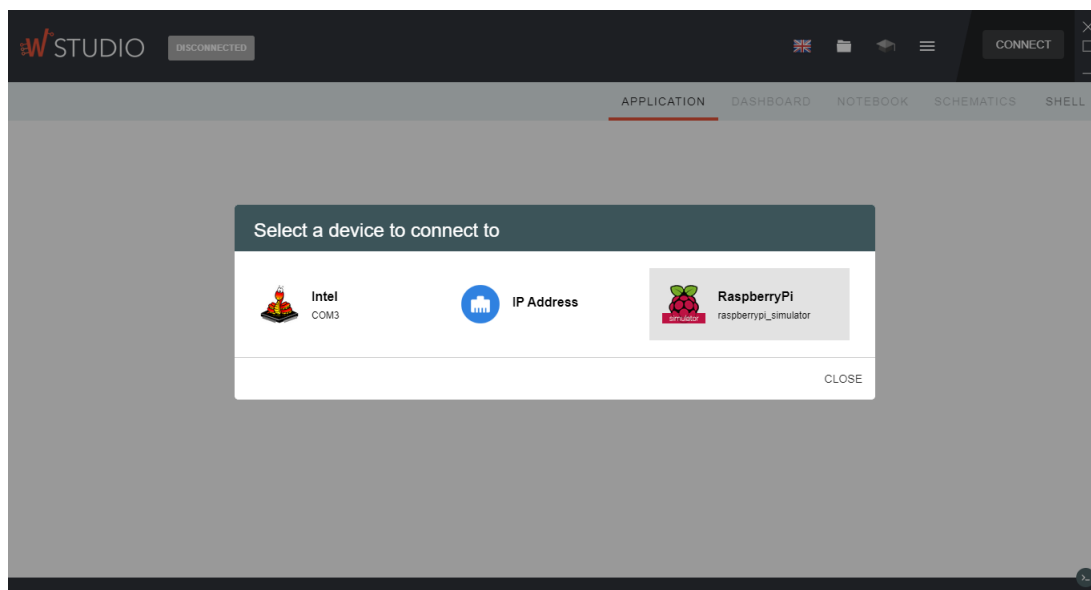 W STUDIO DISCONNECTED CONNECT
APPLICATION DASHBOARD NOTEBOOK SCHEMATICS SHELL
Select a device to connect to
Intel
COM3
IP Address
simulator
RaspberryPi
raspberrypi_simulator
CLOSE